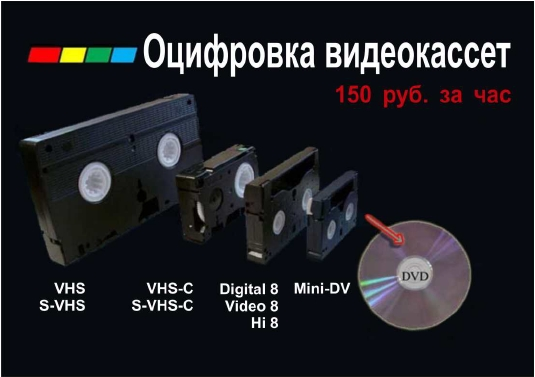 Оцифровка видеокассет
150 руб. за час
VHS
S-VHS
VHS-C
S-VHS-C
Digital 8
Video 8
Hi 8
Mini-DV
DVD